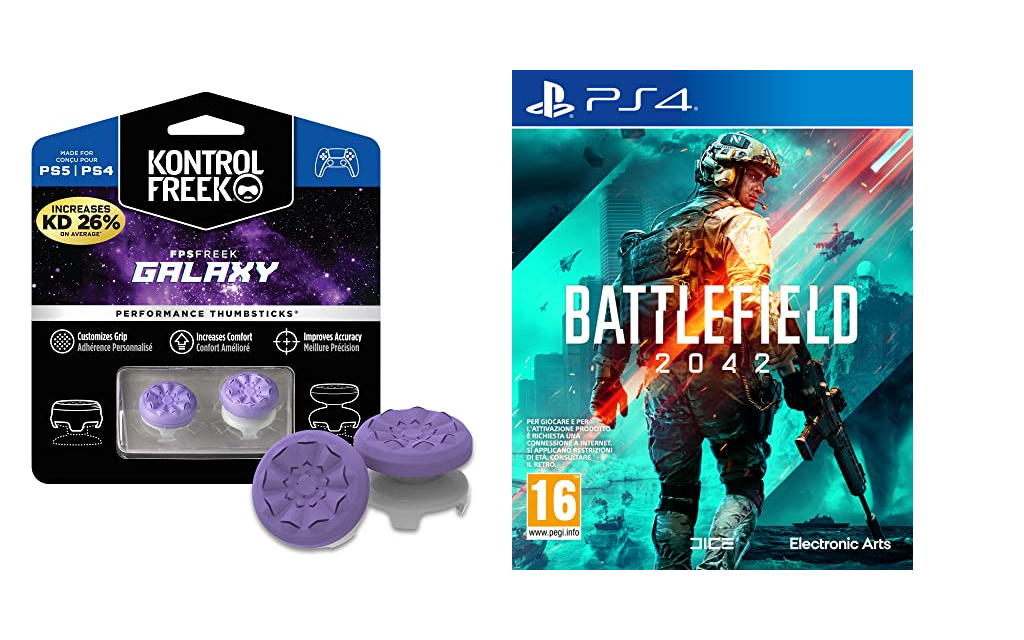 MADE FOR
CONÇU POUR
PS5 | PS4
KONTROL
FREEK
INCREASES
KD 26%
ON AVERAGE*
FPSFREEK
GALAXY
PERFORMANCE THUMBSTICKS®
Customizes Grip
Adhérence Personnalisé
Increases Comfort
Confort Amélioré
Improves Accuracy
Meillure Précision
PS4
BATTLEFIELD
2042
PER GIOCARE E PER
L'ATTIVAZIONE PRODOTTO
È RICHIESTA UNA
CONNESSIONE A INTERNET.
SI APPLICANO RESTRIZIONI
DI ETÀ. CONSULTARE
IL RETRO.
16
www.pegi.info
DICE
Electronic Arts